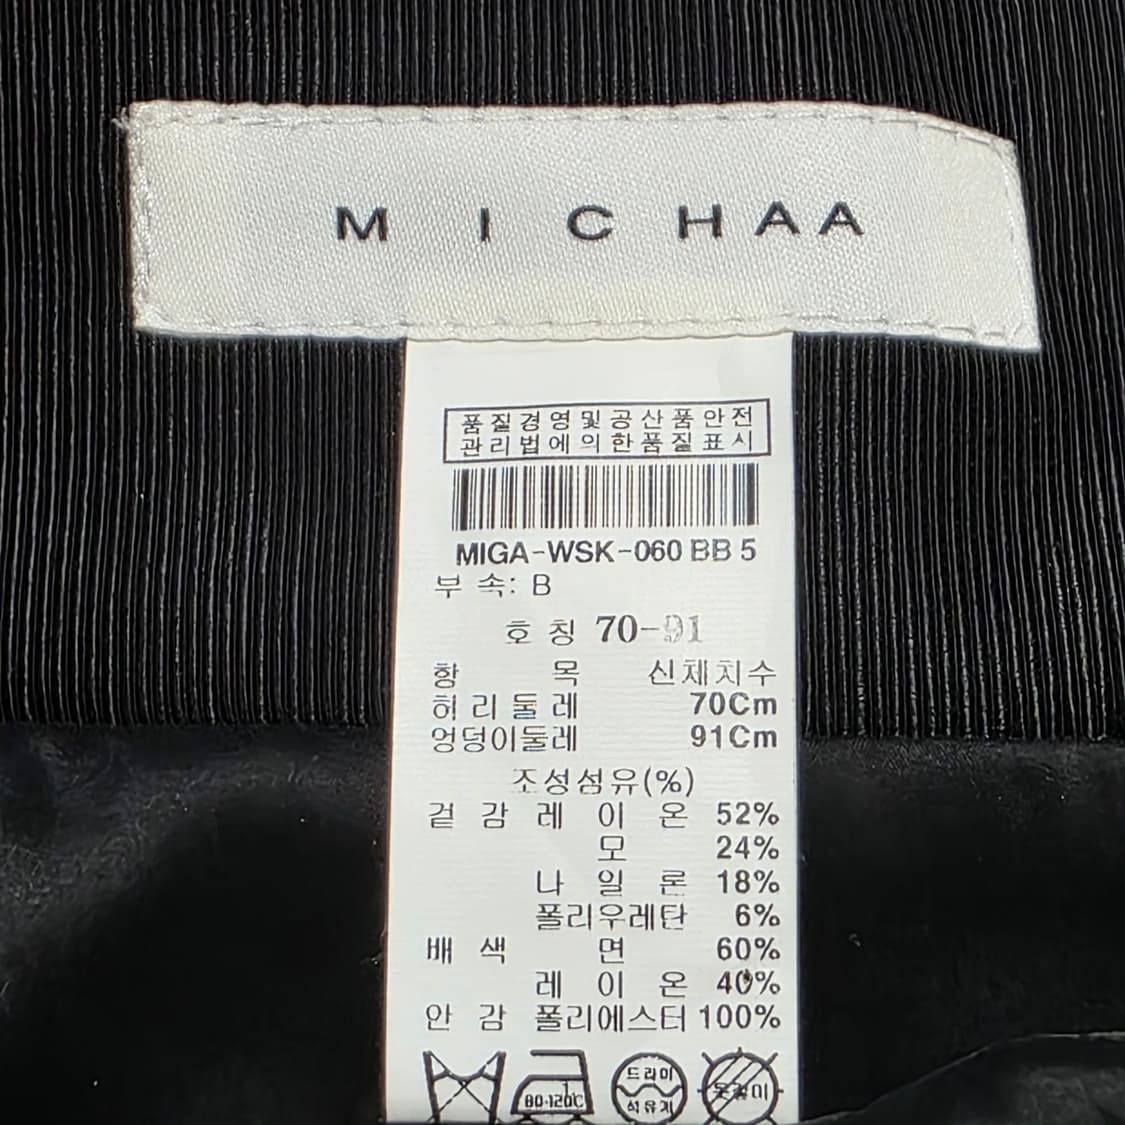 MICHAA
품질경영및공산품안전
관리법에의한품질표시
MIGA-WSK-060 BB 5
부 속: B
호 칭 70-91
항 목 신체치수
허리둘레 70Cm
엉덩이둘레 91Cm
조성섬유(%)
겉 감 레 이 온 52%
모 24%
나 일 론 18%
폴리우레탄 6%
배 색 면 60%
레 이 온 40%
안 감 폴리에스터 100%
80-120℃
드라이
석유계